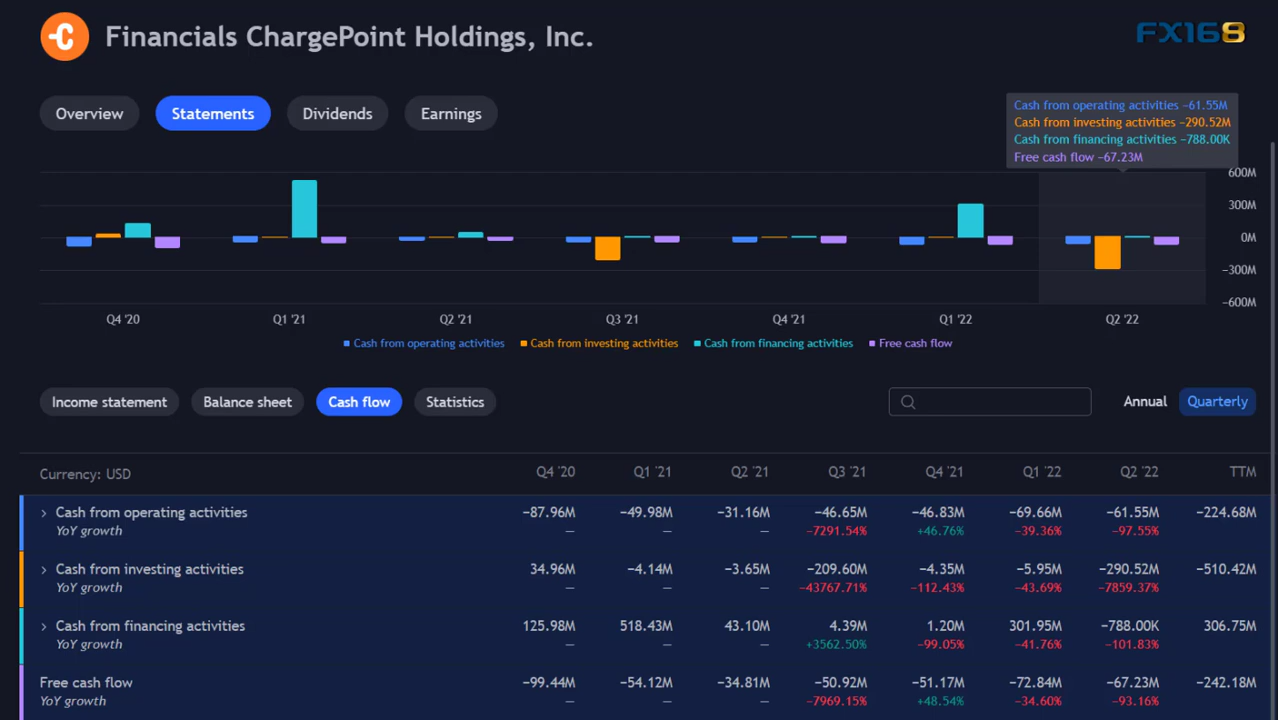 Financials ChargePoint Holdings, Inc.
FX168
Overview Statements Dividends Earnings
Cash from operating activities −61.55M
Cash from investing activities −290.52M
Cash from financing activities −788.00K
Free cash flow −67.23M
600M
300M
0M
−300M
−600M
Q4 '20 Q1 '21 Q2 '21 Q3 '21 Q4 '21 Q1 '22 Q2 '22
Cash from operating activities Cash from investing activities Cash from financing activities Free cash flow
Income statement Balance sheet Cash flow Statistics Annual Quarterly
Currency: USD Q4 '20 Q1 '21 Q2 '21 Q3 '21 Q4 '21 Q1 '22 Q2 '22 TTM
Cash from operating activities −87.96M −49.98M −31.16M −46.65M −46.83M −69.66M −61.55M −224.68M
YoY growth — — — −7291.54% +46.76% −39.36% −97.55%
Cash from investing activities 34.96M −4.14M −3.65M −209.60M −4.35M −5.95M −290.52M −510.42M
YoY growth — — — −43767.71% −112.43% −43.69% −7859.37%
Cash from financing activities 125.98M 518.43M 43.10M 4.39M 1.20M 301.95M −788.00K 306.75M
YoY growth — — — +3562.50% −99.05% −41.76% −101.83%
Free cash flow −99.44M −54.12M −34.81M −50.92M −51.17M −72.84M −67.23M −242.18M
YoY growth — — — −7969.15% +48.54% −34.60% −93.16%